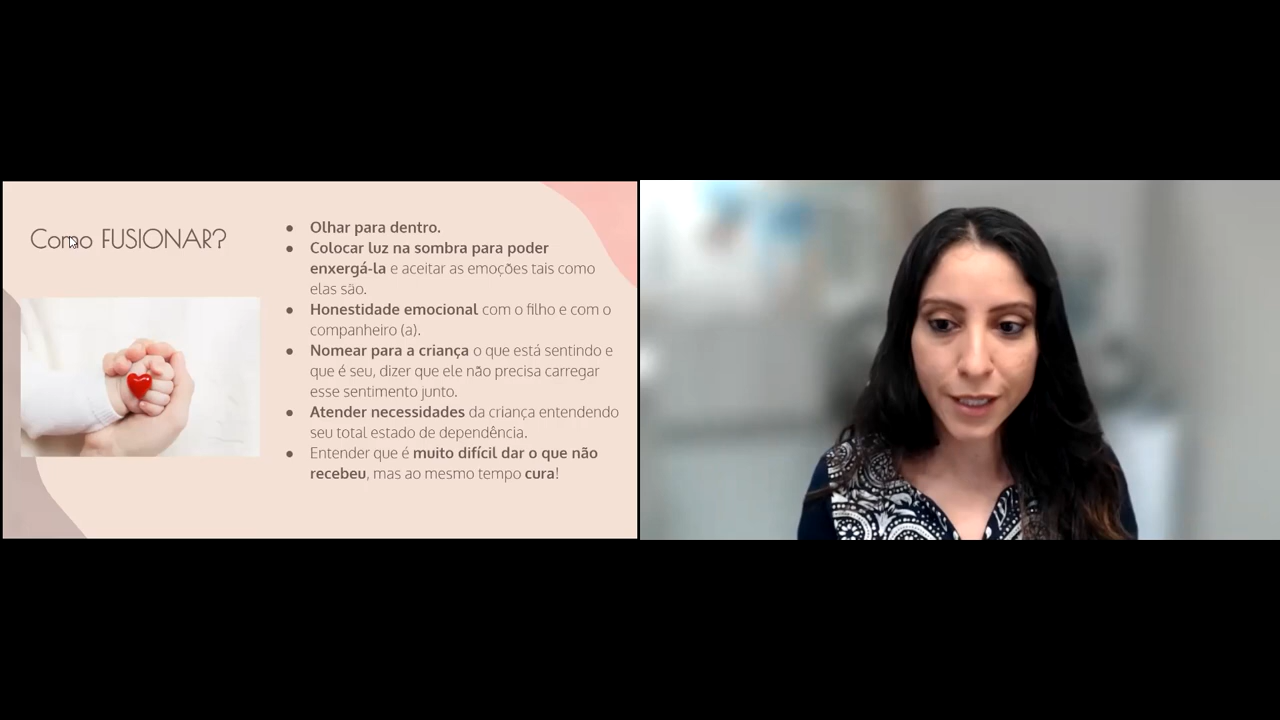 Como FUSIONAR?
● Olhar para dentro.
● Colocar luz na sombra para poder
enxergá-la e aceitar as emoções tais como
elas são.
● Honestidade emocional com o filho e com o
companheiro (a).
● Nomear para a criança o que está sentindo e
que é seu, dizer que ele não precisa carregar
esse sentimento junto.
● Atender necessidades da criança entendendo
seu total estado de dependência.
● Entender que é muito difícil dar o que não
recebeu, mas ao mesmo tempo cura!